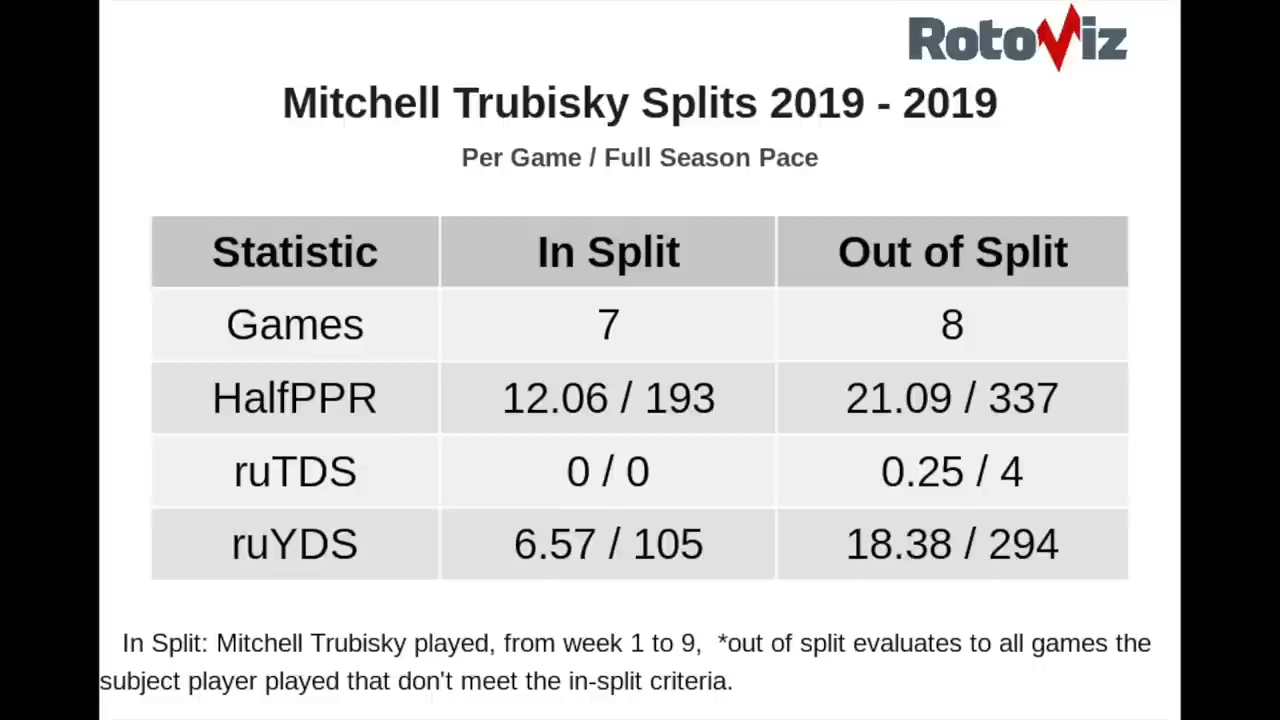 RotoViz
Mitchell Trubisky Splits 2019 - 2019
Per Game / Full Season Pace
Statistic In Split Out of Split
Games 7 8
HalfPPR 12.06 / 193 21.09 / 337
ruTDS 0 / 0 0.25 / 4
ruYDS 6.57 / 105 18.38 / 294
In Split: Mitchell Trubisky played, from week 1 to 9, *out of split evaluates to all games the
subject player played that don't meet the in-split criteria.